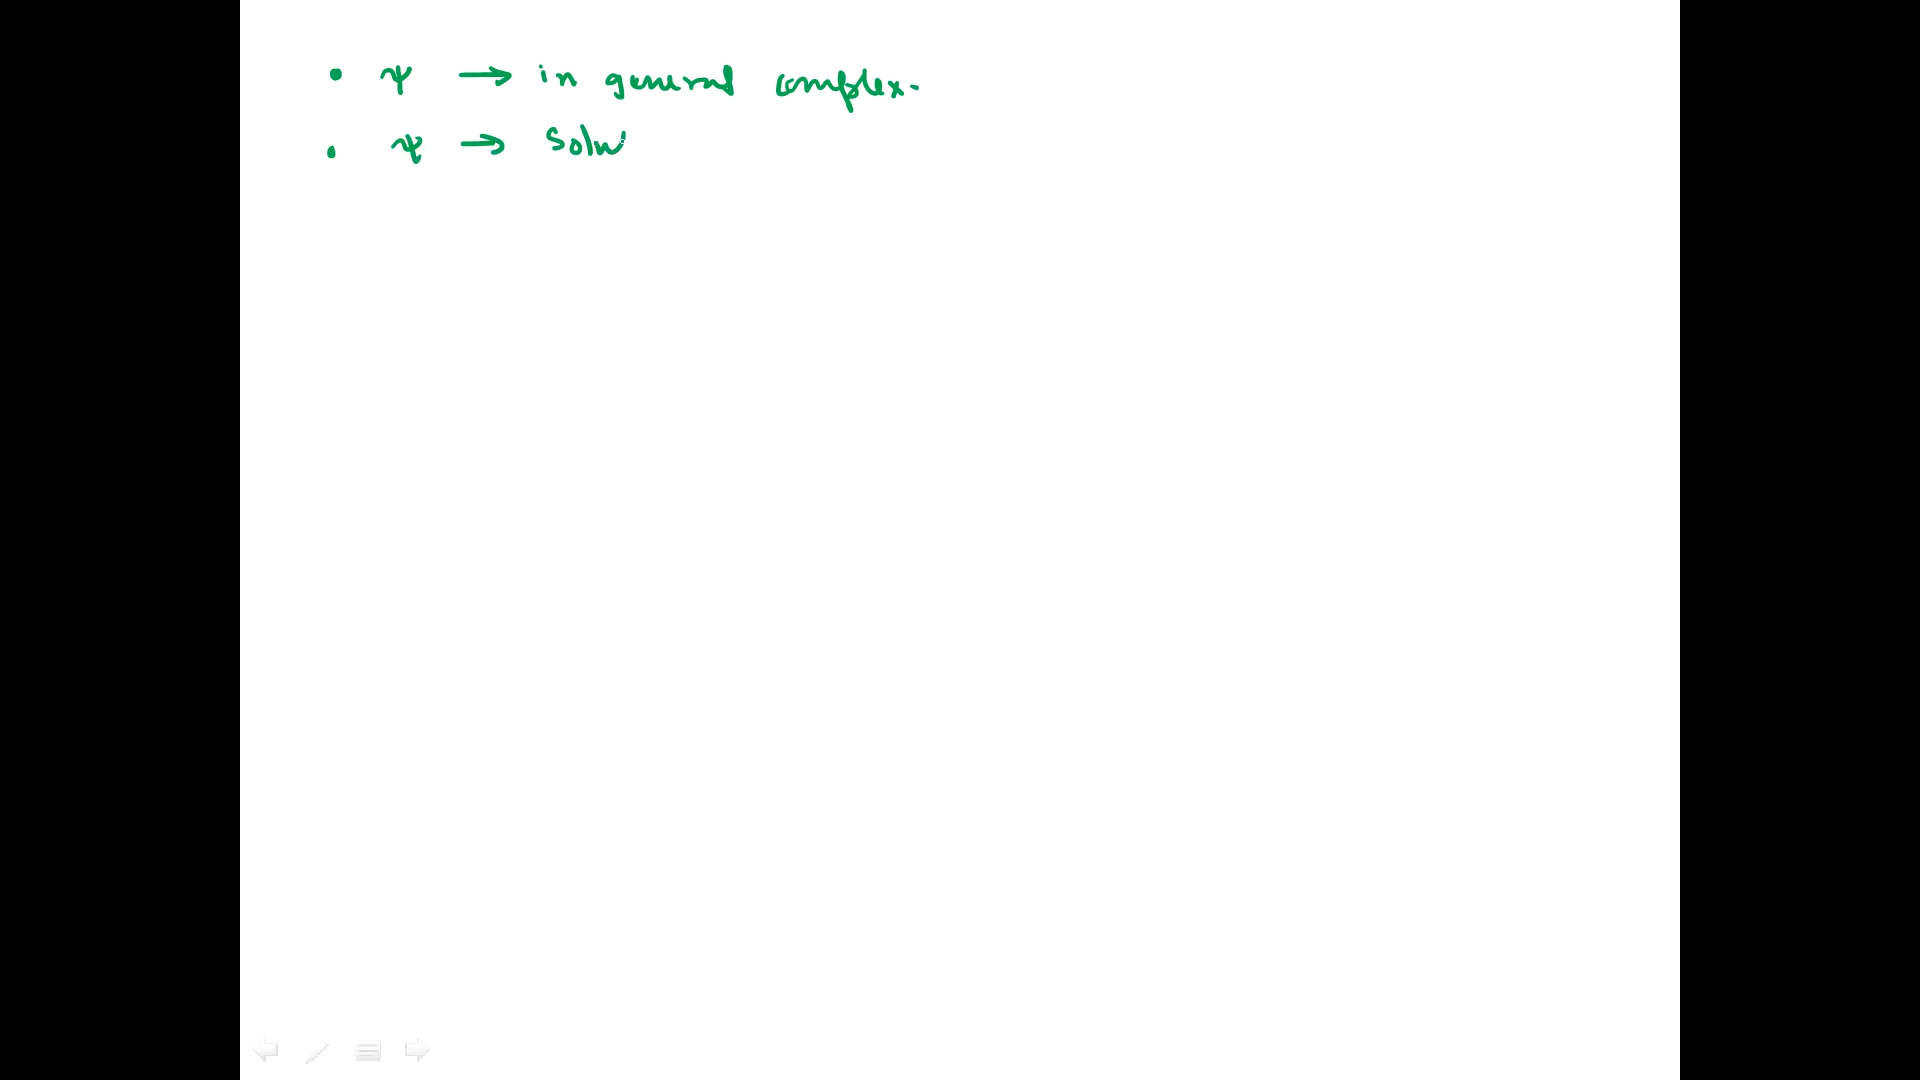 • ψ → in general complex.
• ψ → Soln